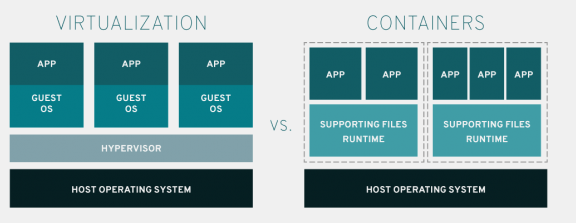 VIRTUALIZATION
APP
APP
APP
GUEST
OS
GUEST
OS
GUEST
OS
HYPERVISOR
HOST OPERATING SYSTEM
VS.
CONTAINERS
APP
APP
APP
APP
APP
SUPPORTING FILES
RUNTIME
SUPPORTING FILES
RUNTIME
HOST OPERATING SYSTEM